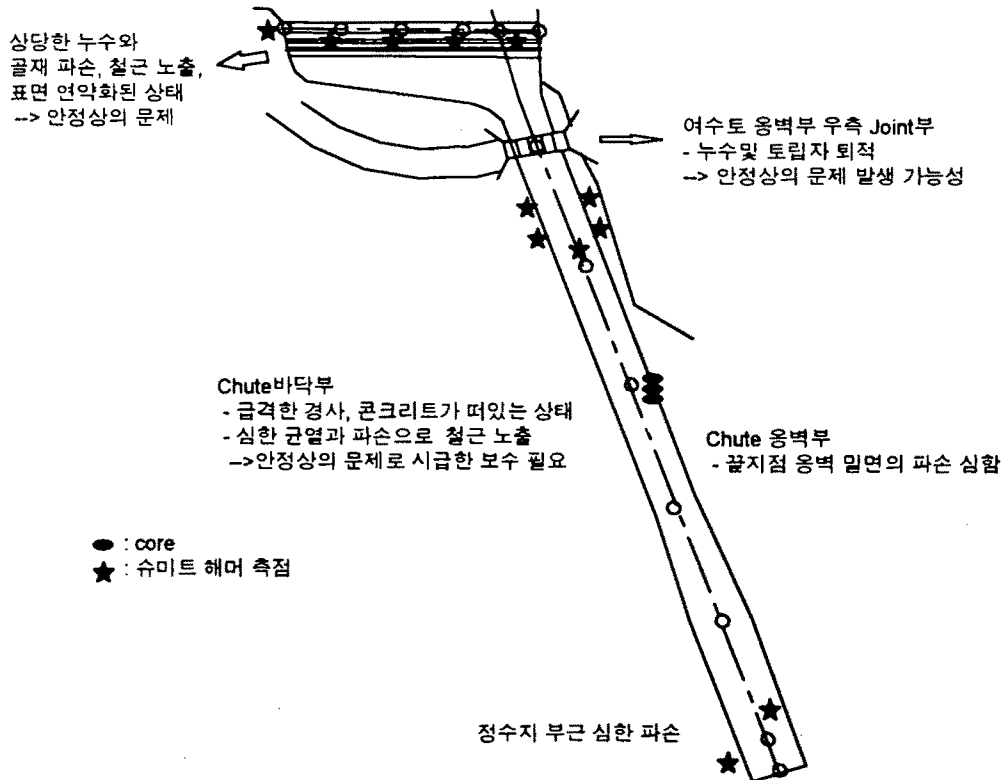 상당한 누수와
골재 파손, 철근 노출,
표면 연약화된 상태
--> 안정상의 문제
여수토 옹벽부 우측 Joint부
- 누수및 토립자 퇴적
--> 안정상의 문제 발생 가능성
Chute바닥부
- 급격한 경사, 콘크리트가 떠있는 상태
- 심한 균열과 파손으로 철근 노출
-->안정상의 문제로 시급한 보수 필요
Chute 옹벽부
- 끝지점 옹벽 밑면의 파손 심함
: core
: 슈미트 해머 측점
정수지 부근 심한 파손